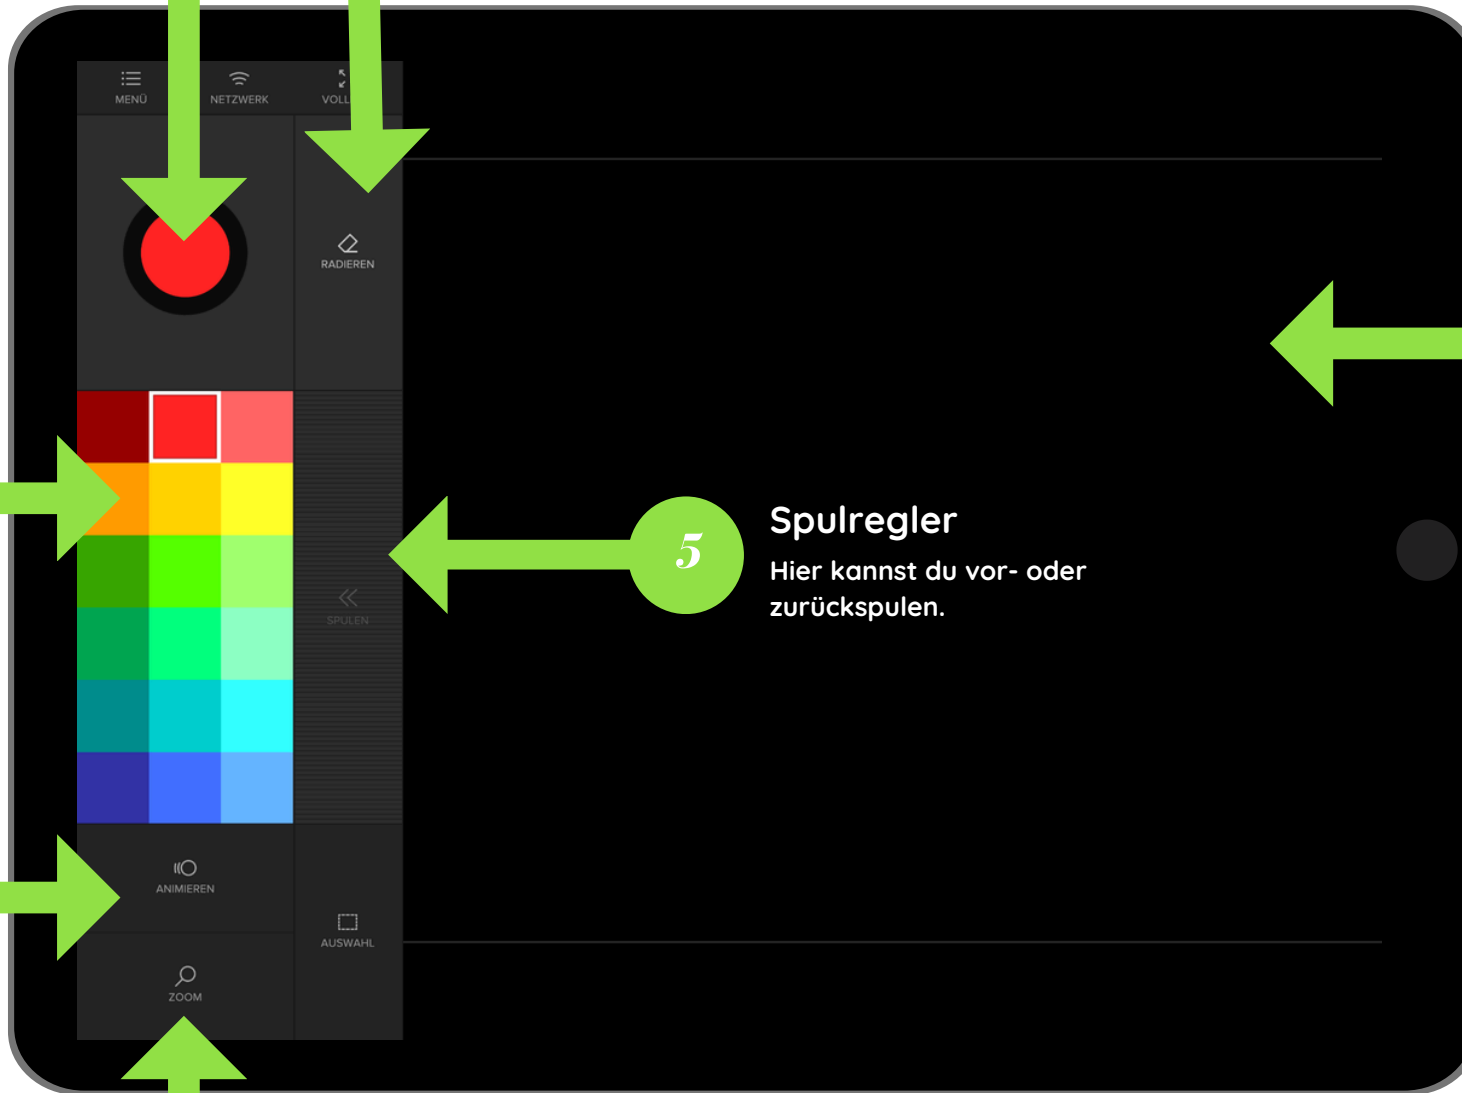 MENÜ
NETZWERK
VOLL
RADIEREN
5
Spulregler
Hier kannst du vor- oder
zurückspulen.
SPULEN
ANIMIEREN
AUSWAHL
ZOOM